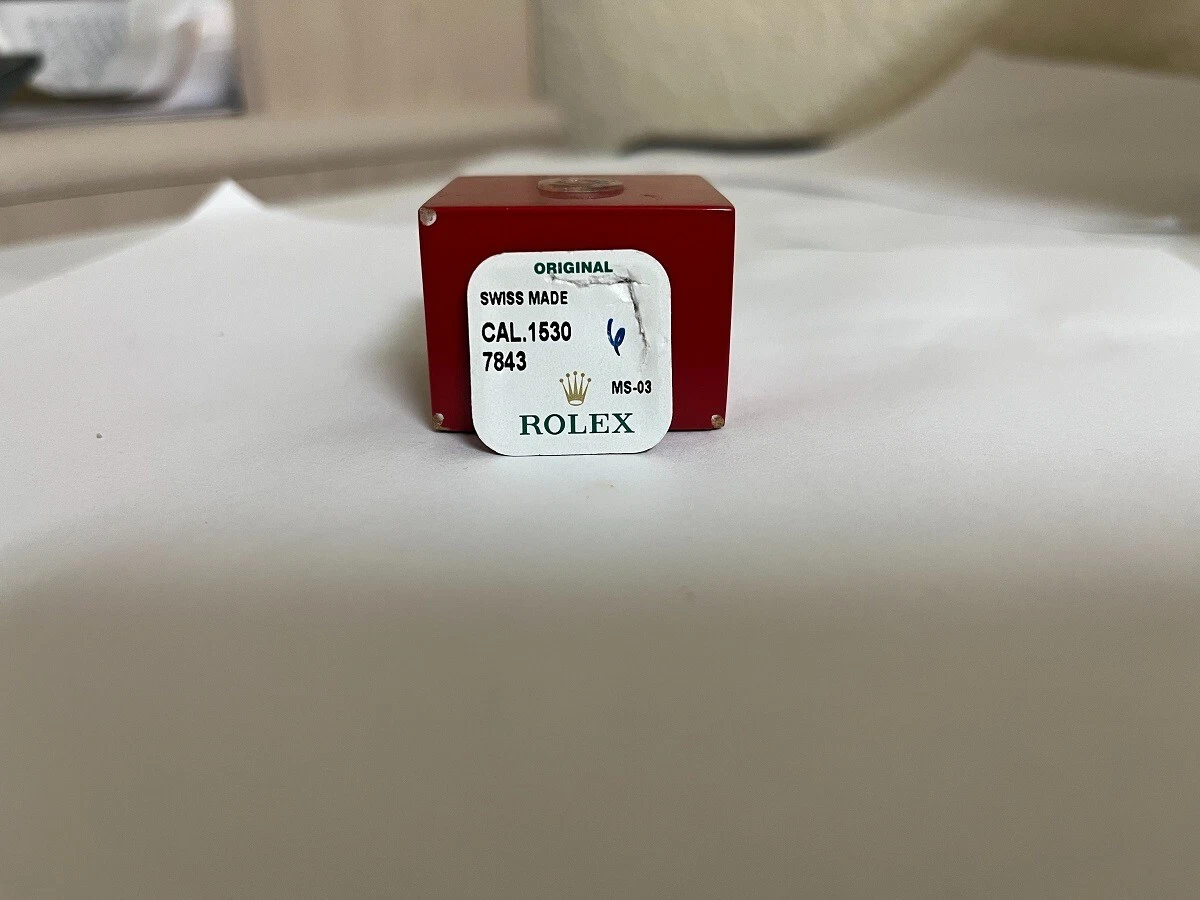 ORIGINAL
SWISS MADE
CAL.1530
6
7843
MS-03
ROLEX